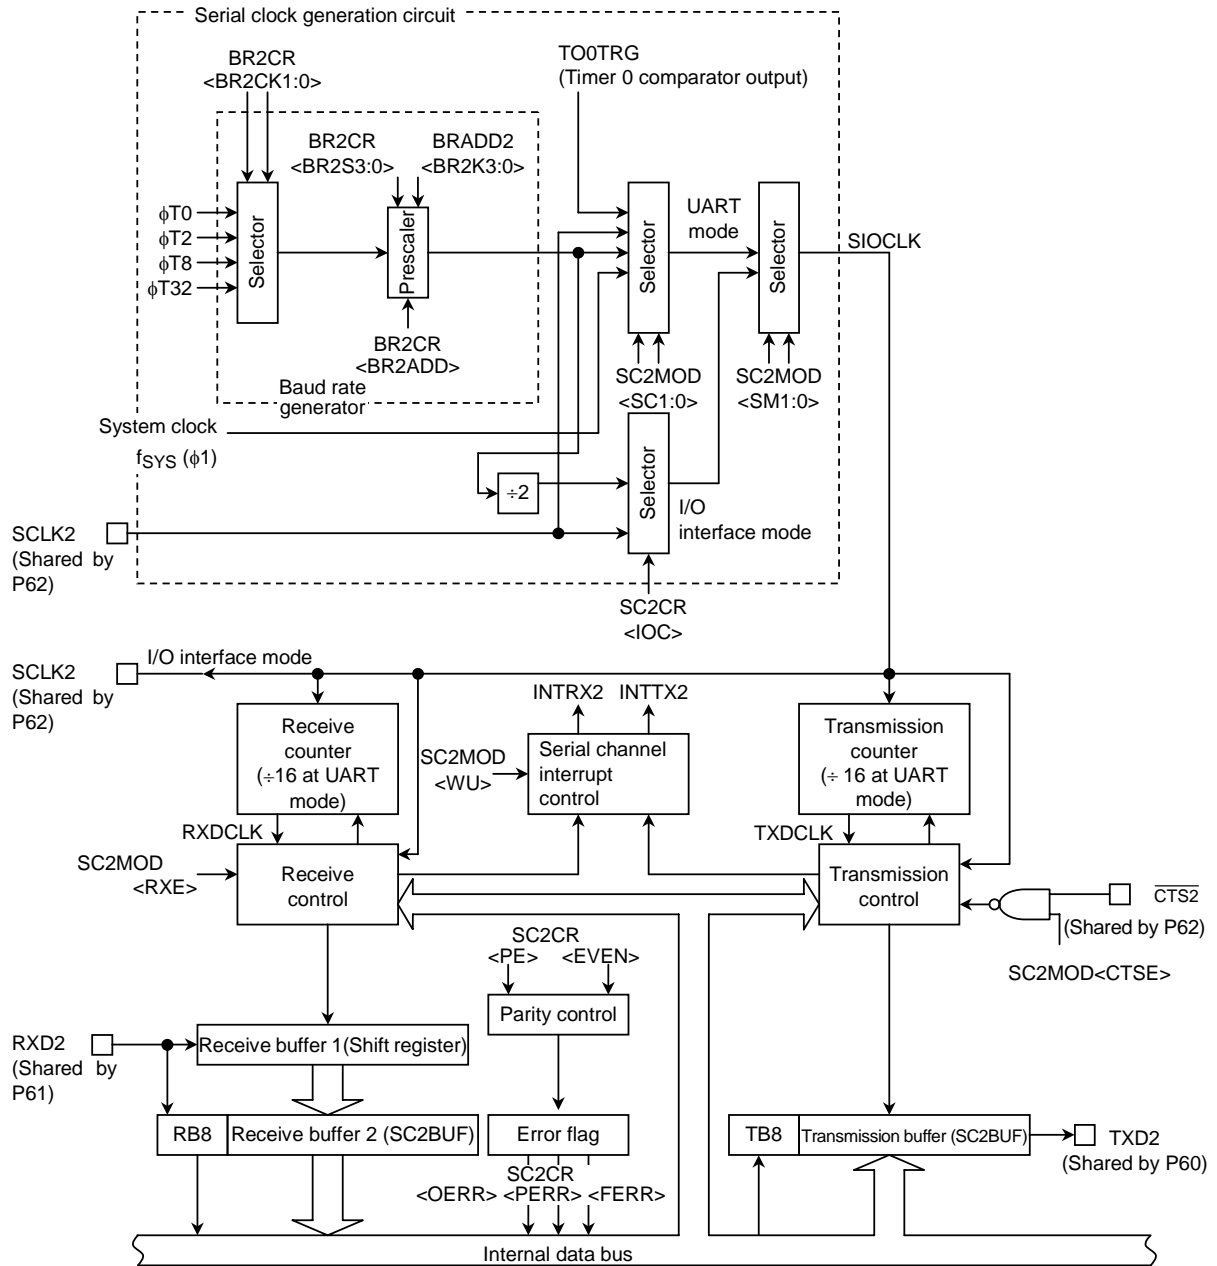 Serial clock generation circuit
BR2CR
<BR2CK1:0>
TO0TRG
(Timer 0 comparator output)
BR2CR
<BR2S3:0>
BRADD2
<BR2K3:0>
φT0
φT2
φT8
φT32
Selector
Prescaler
Selector
UART
mode
Selector
SIOCLK
BR2CR
<BR2ADD>
Baud rate
generator
SC2MOD
<SC1:0>
SC2MOD
<SM1:0>
System clock
fSYS (φ1)
÷2
Selector
I/O
interface mode
SCLK2
(Shared by
P62)
SC2CR
<IOC>
SCLK2
(Shared by
P62)
I/O interface mode
Receive
counter
(÷16 at UART
mode)
INTRX2
INTTX2
SC2MOD
<WU>
Serial channel
interrupt
control
Transmission
counter
(÷ 16 at UART
mode)
RXDCLK
TXDCLK
SC2MOD
<RXE>
Receive
control
Transmission
control
CTS2
(Shared by P62)
SC2MOD<CTSE>
SC2CR
<PE>
<EVEN>
Parity control
RXD2
(Shared by
P61)
Receive buffer 1(Shift register)
RB8
Receive buffer 2 (SC2BUF)
Error flag
TB8
Transmission buffer (SC2BUF)
TXD2
(Shared by P60)
SC2CR
<OERR>
<PERR>
<FERR>
Internal data bus